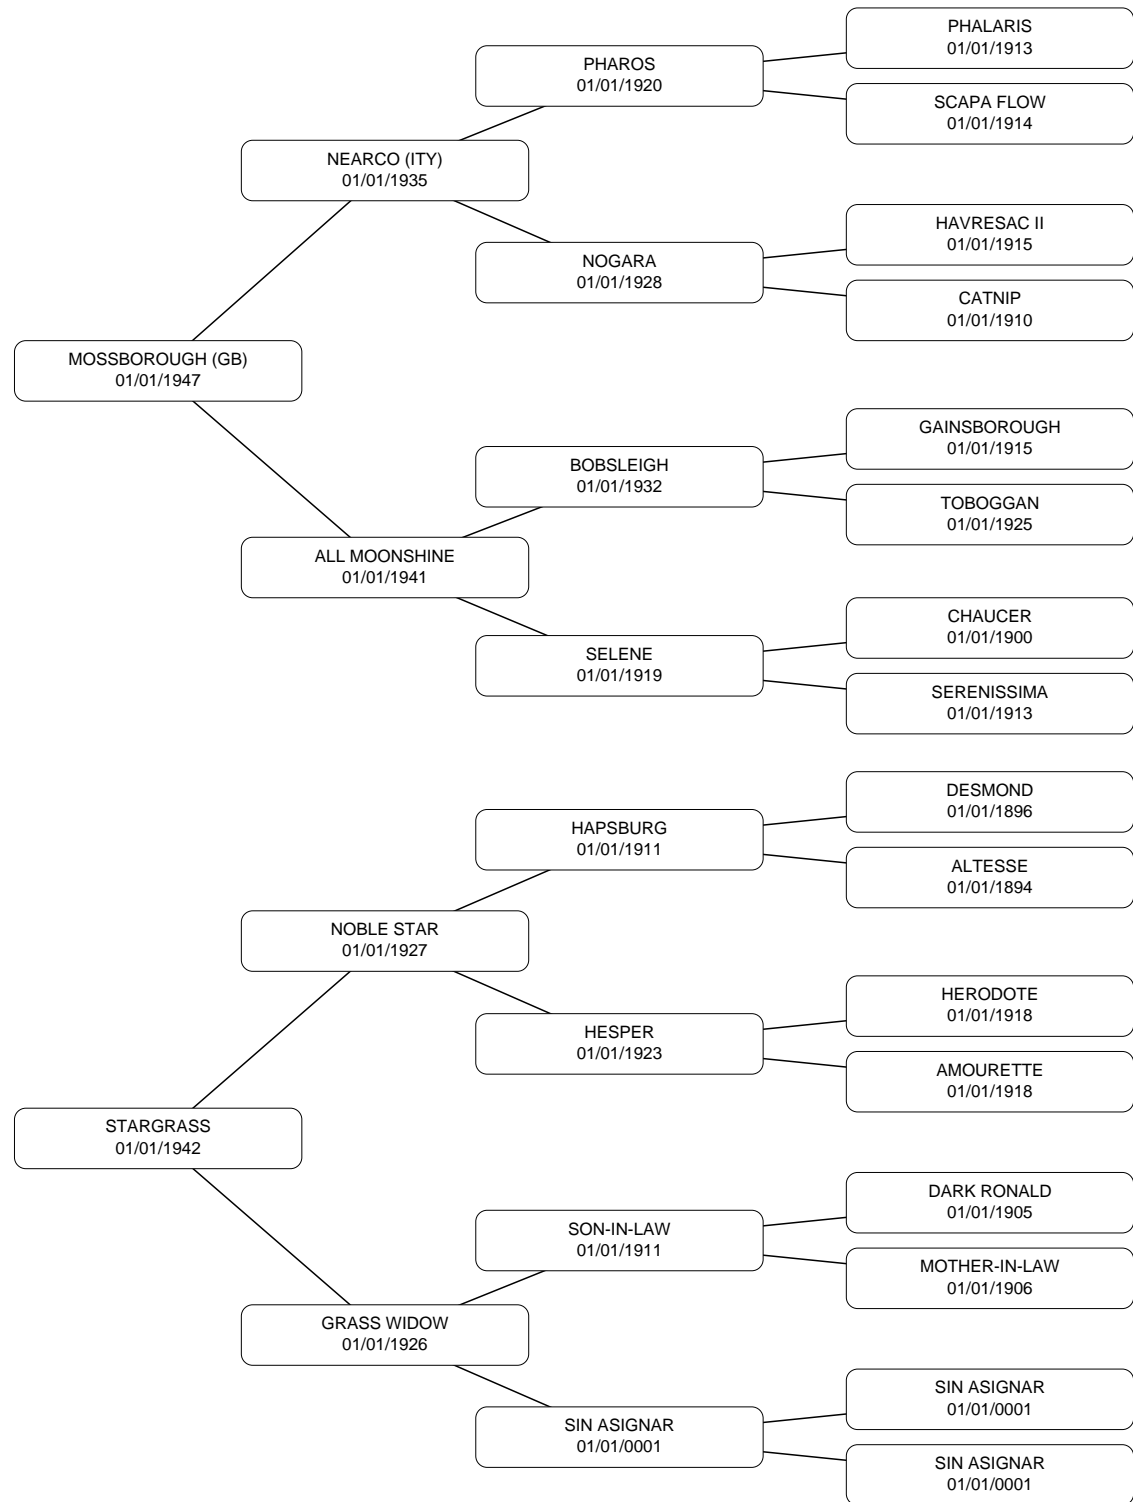 PHALARIS
01/01/1913
PHAROS
01/01/1920
SCAPA FLOW
01/01/1914
NEARCO (ITY)
01/01/1935
HAVRESAC II
01/01/1915
NOGARA
01/01/1928
CATNIP
01/01/1910
MOSSBOROUGH (GB)
01/01/1947
GAINSBOROUGH
01/01/1915
BOBSLEIGH
01/01/1932
TOBOGGAN
01/01/1925
ALL MOONSHINE
01/01/1941
CHAUCER
01/01/1900
SELENE
01/01/1919
SERENISSIMA
01/01/1913
DESMOND
01/01/1896
HAPSBURG
01/01/1911
ALTESSE
01/01/1894
NOBLE STAR
01/01/1927
HERODOTE
01/01/1918
HESPER
01/01/1923
AMOURETTE
01/01/1918
STARGRASS
01/01/1942
DARK RONALD
01/01/1905
SON-IN-LAW
01/01/1911
MOTHER-IN-LAW
01/01/1906
GRASS WIDOW
01/01/1926
SIN ASIGNAR
01/01/0001
SIN ASIGNAR
01/01/0001
SIN ASIGNAR
01/01/0001